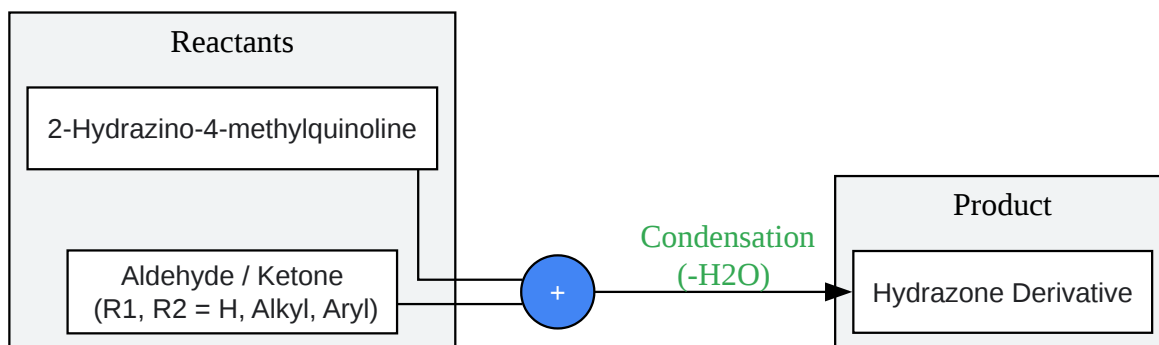 Reactants
2-Hydrazino-4-methylquinoline
Aldehyde / Ketone
(R1, R2 = H, Alkyl, Aryl)
+
Condensation
(-H2O)
Product
Hydrazone Derivative